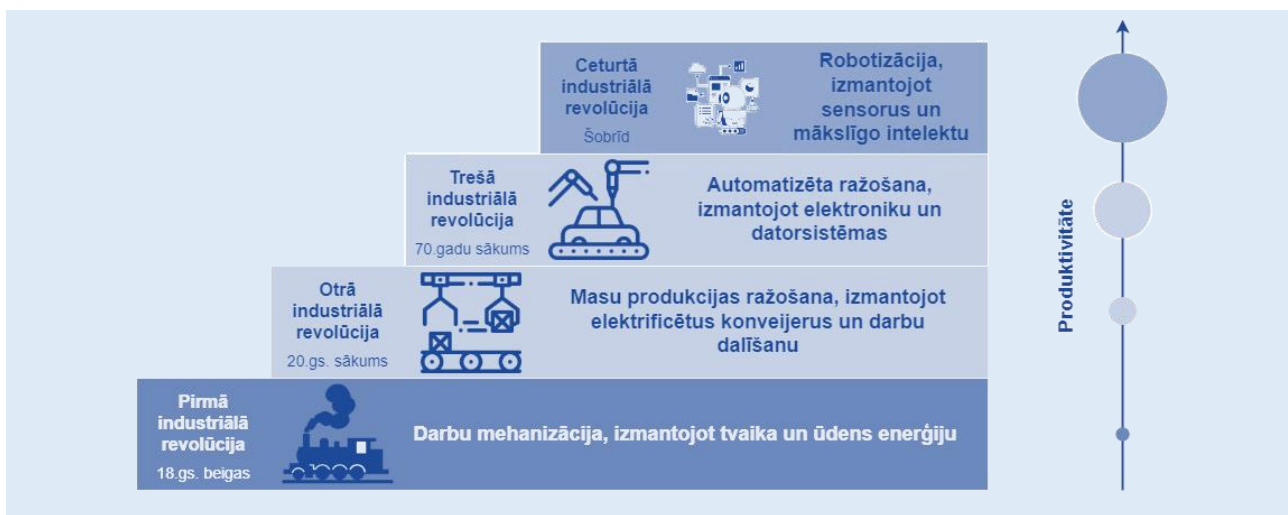 Ceturtā
industriālā
revolūcija
Šobrīd
Robotizācija,
izmantojot
sensorus un
mākslīgo intelektu
Trešā
industriālā
revolūcija
70.gadu sākums
Automatizēta ražošana,
izmantojot elektroniku un
datorsistēmas
Otrā
industriālā
revolūcija
20.gs. sākums
Masu produkcijas ražošana, izmantojot
elektrificētus konveijerus un darbu
dalīšanu
Pirmā
industriālā
revolūcija
18.gs. beigas
Darbu mehanizācija, izmantojot tvaika un ūdens enerģiju
Produktivitāte